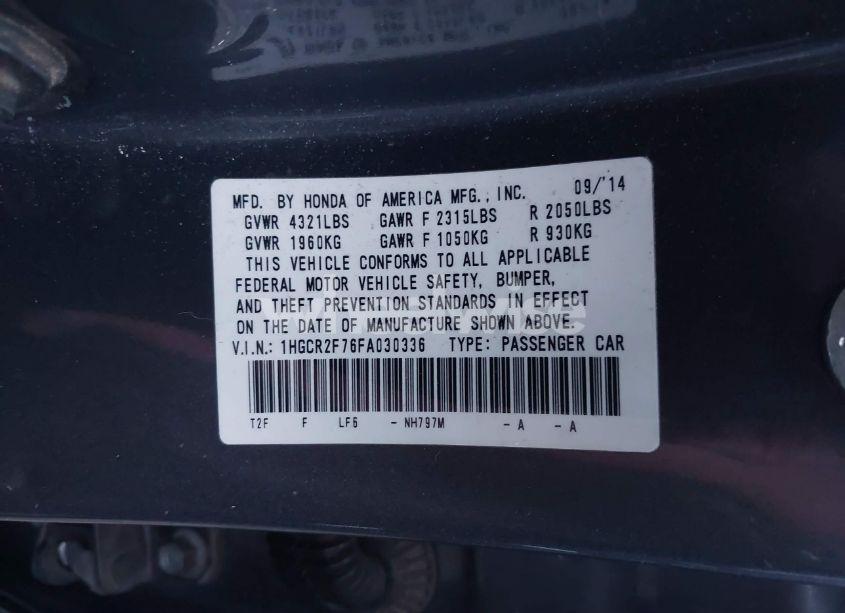 MFD. BY HONDA OF AMERICA MFG., INC. 09/'14
GVWR 4321LBS GAWR F 2315LBS R 2050LBS
GVWR 1960KG GAWR F 1050KG R 930KG
THIS VEHICLE CONFORMS TO ALL APPLICABLE
FEDERAL MOTOR VEHICLE SAFETY, BUMPER,
AND THEFT PREVENTION STANDARDS IN EFFECT
ON THE DATE OF MANUFACTURE SHOWN ABOVE.
V.I.N.: 1HGCR2F76FA030336 TYPE: PASSENGER CAR
T2F F LF6 - NH797M - A - A